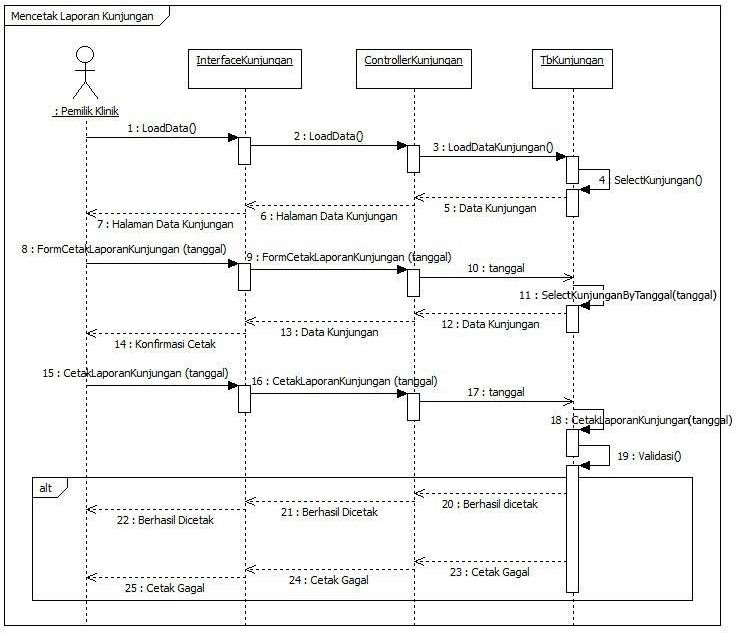 Mencetak Laporan Kunjungan
InterfaceKunjungan
ControllerKunjungan
TbKunjungan
: Pemilik Klinik
1 : LoadData()
2 : LoadData()
3 : LoadDataKunjungan()
4 : SelectKunjungan()
5 : Data Kunjungan
6 : Halaman Data Kunjungan
7 : Halaman Data Kunjungan
8 : FormCetakLaporanKunjungan (tanggal)
9 : FormCetakLaporanKunjungan (tanggal)
10 : tanggal
11 : SelectKunjunganByTanggal(tanggal)
12 : Data Kunjungan
13 : Data Kunjungan
14 : Konfirmasi Cetak
15 : CetakLaporanKunjungan (tanggal)
16 : CetakLaporanKunjungan (tanggal)
17 : tanggal
18 : CetakLaporanKunjungan(tanggal)
19 : Validasi()
alt
20 : Berhasil dicetak
21 : Berhasil Dicetak
22 : Berhasil Dicetak
23 : Cetak Gagal
24 : Cetak Gagal
25 : Cetak Gagal